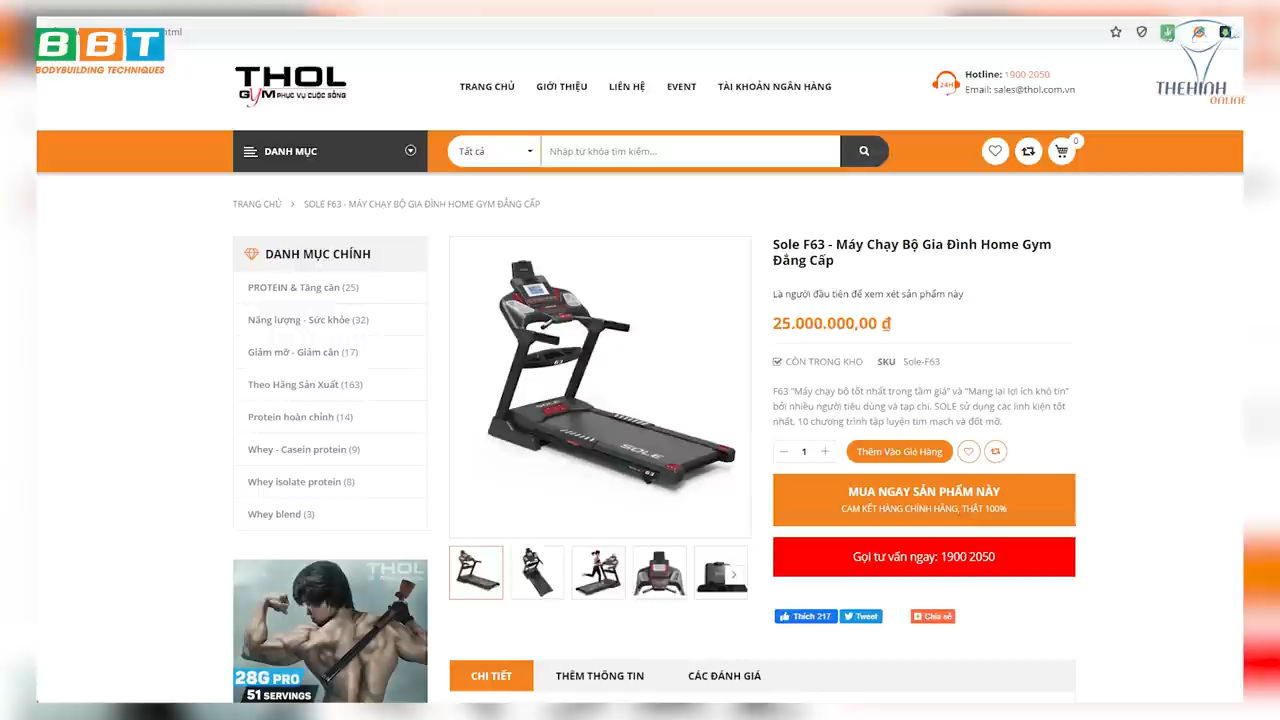 html
BBT
BODYBUILDING TECHNIQUES
THEHINH
ONLINE
THOL
GYM PHỤC VỤ CUỘC SỐNG
TRANG CHỦ
GIỚI THIỆU
LIÊN HỆ
EVENT
TÀI KHOẢN NGÂN HÀNG
24H
Hotline: 1900 2050
Email: sales@thol.com.vn
DANH MỤC
Tất cả
Nhập từ khóa tìm kiếm...
0
TRANG CHỦ > SOLE F63 - MÁY CHẠY BỘ GIA ĐÌNH HOME GYM ĐẲNG CẤP
DANH MỤC CHÍNH
PROTEIN & Tăng cân (25)
Năng lượng - Sức khỏe (32)
Giảm mỡ - Giảm cân (17)
Theo Hãng Sản Xuất (163)
Protein hoàn chỉnh (14)
Whey - Casein protein (9)
Whey isolate protein (8)
Whey blend (3)
THOL
28G PRO
51 SERVINGS
SOLE
63
Sole F63 - Máy Chạy Bộ Gia Đình Home Gym
Đẳng Cấp
Là người đầu tiên để xem xét sản phẩm này
25.000.000,00 ₫
CÒN TRONG KHO SKU Sole-F63
F63 "Máy chạy bộ tốt nhất trong tầm giá" và "Mang lại lợi ích khó tin"
bởi nhiều người tiêu dùng và tạp chí. SOLE sử dụng các linh kiện tốt
nhất, 10 chương trình tập luyện tim mạch và đốt mỡ.
1
Thêm Vào Giỏ Hàng
MUA NGAY SẢN PHẨM NÀY
CAM KẾT HÀNG CHÍNH HÃNG, THẬT 100%
Gọi tư vấn ngay: 1900 2050
Thích 217
Tweet
Chia sẻ
CHI TIẾT
THÊM THÔNG TIN
CÁC ĐÁNH GIÁ